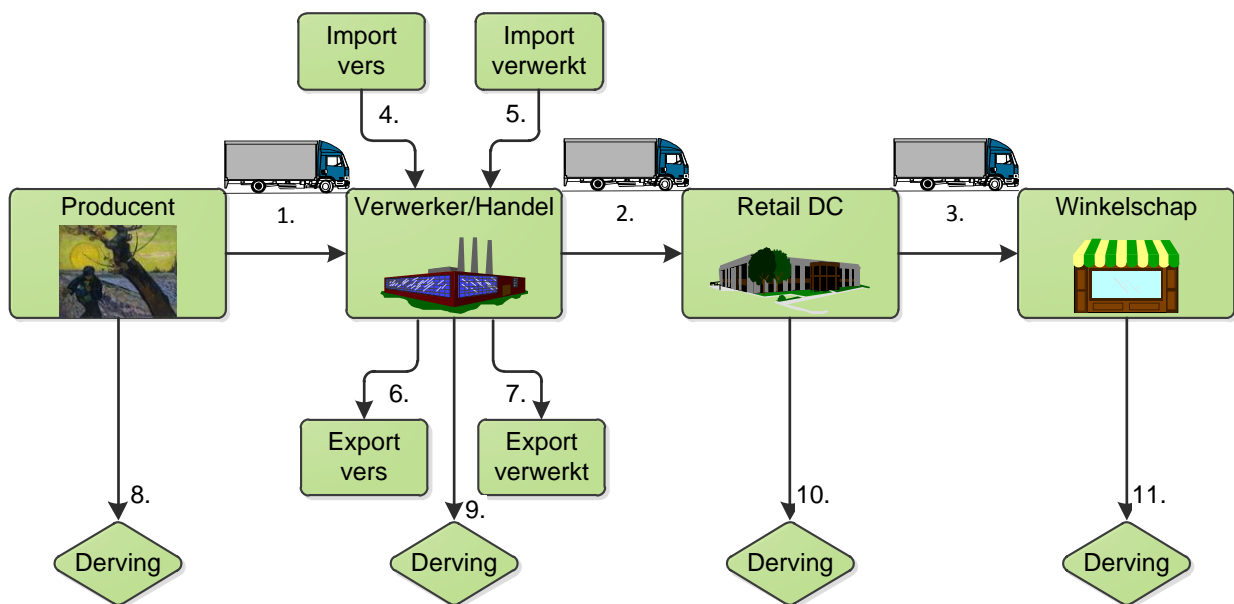 Import
vers
Import
verwerkt
4.
5.
Producent
1.
Verwerker/Handel
2.
Retail DC
3.
Winkelschap
6.
7.
Export
vers
Export
verwerkt
8.
9.
10.
11.
Derving
Derving
Derving
Derving